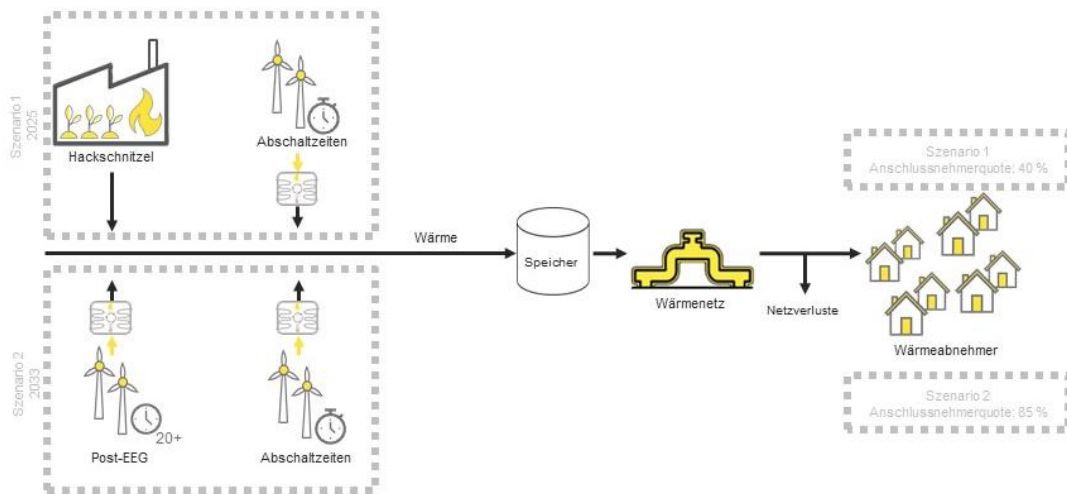 Szenario 1
2025
Hackschnitzel
Abschaltzeiten
Wärme
Speicher
Wärmenetz
Netzverluste
Szenario 1
Anschlussnehmerquote: 40 %
Wärmeabnehmer
Szenario 2
Anschlussnehmerquote: 85 %
Szenario 2
2033
20+
Post-EEG
Abschaltzeiten